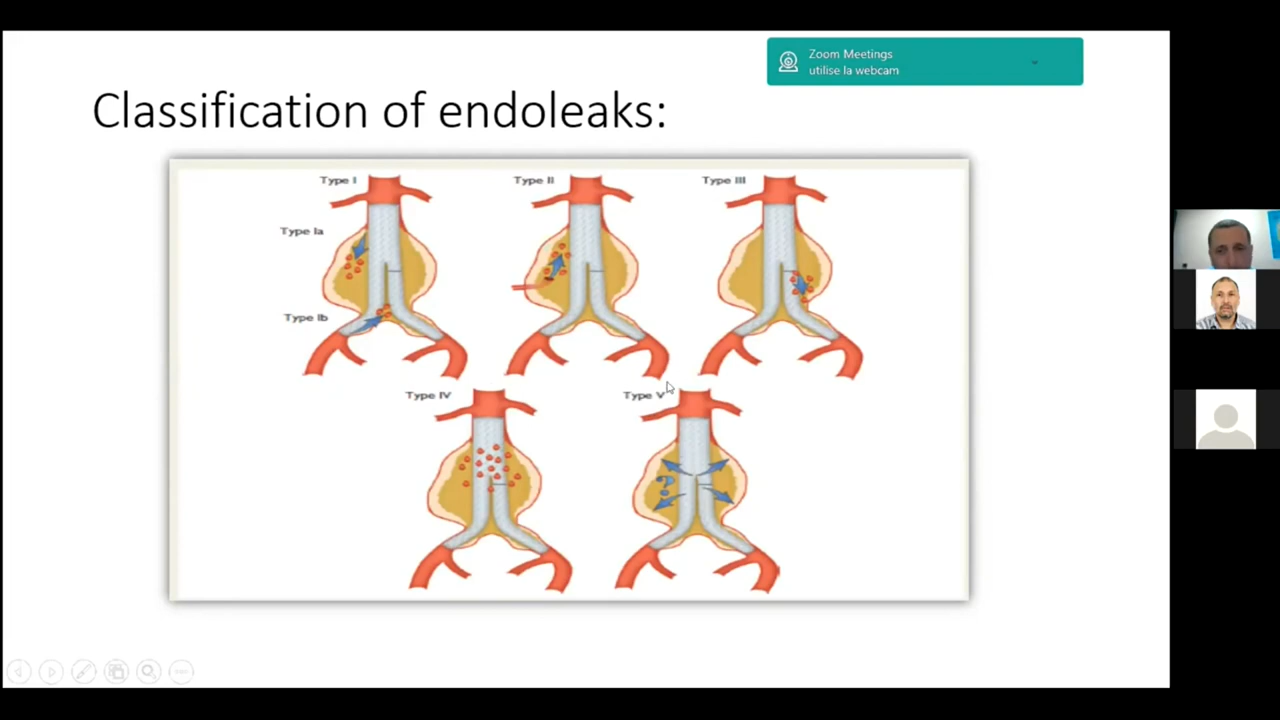 Zoom Meetings
utilise la webcam
Classification of endoleaks:
Type I
Type II
Type III
Type Ia
Type Ib
Type IV
Type V
?